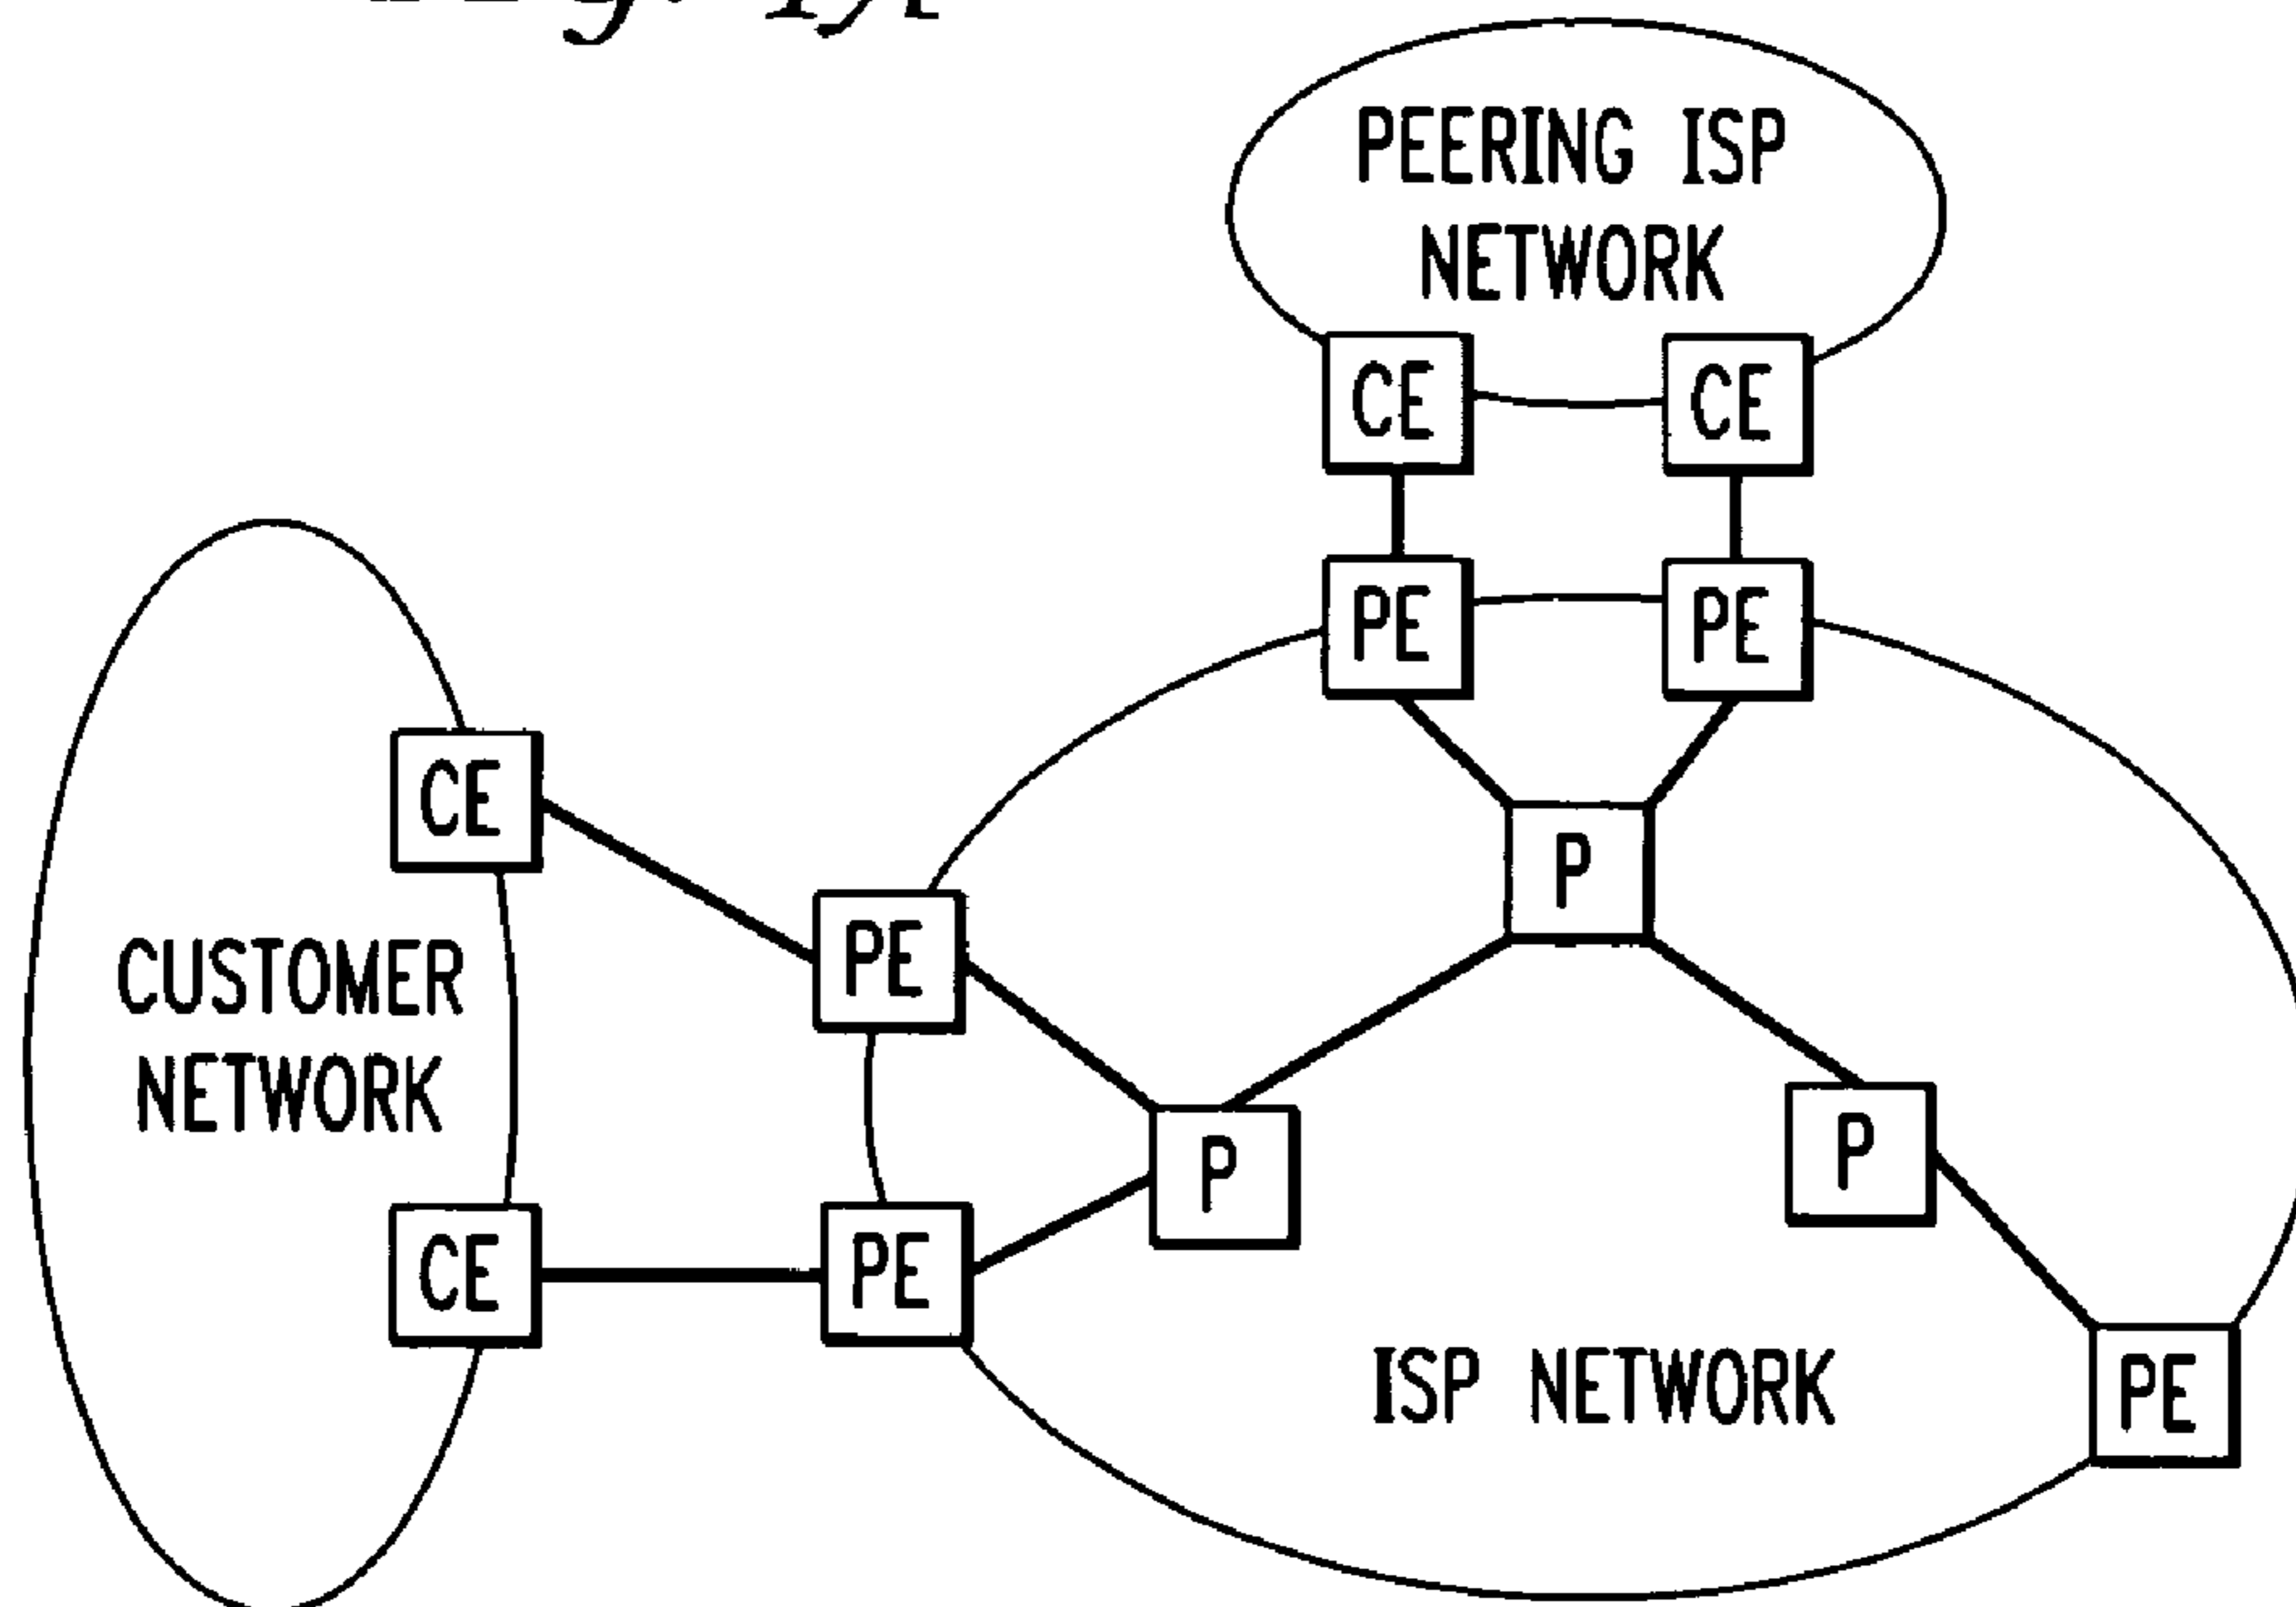 PEERING ISP
NETWORK
CE CE
PE PE
CE
P
PE
CUSTOMER
NETWORK
P
P
CE
PE
ISP NETWORK
PE